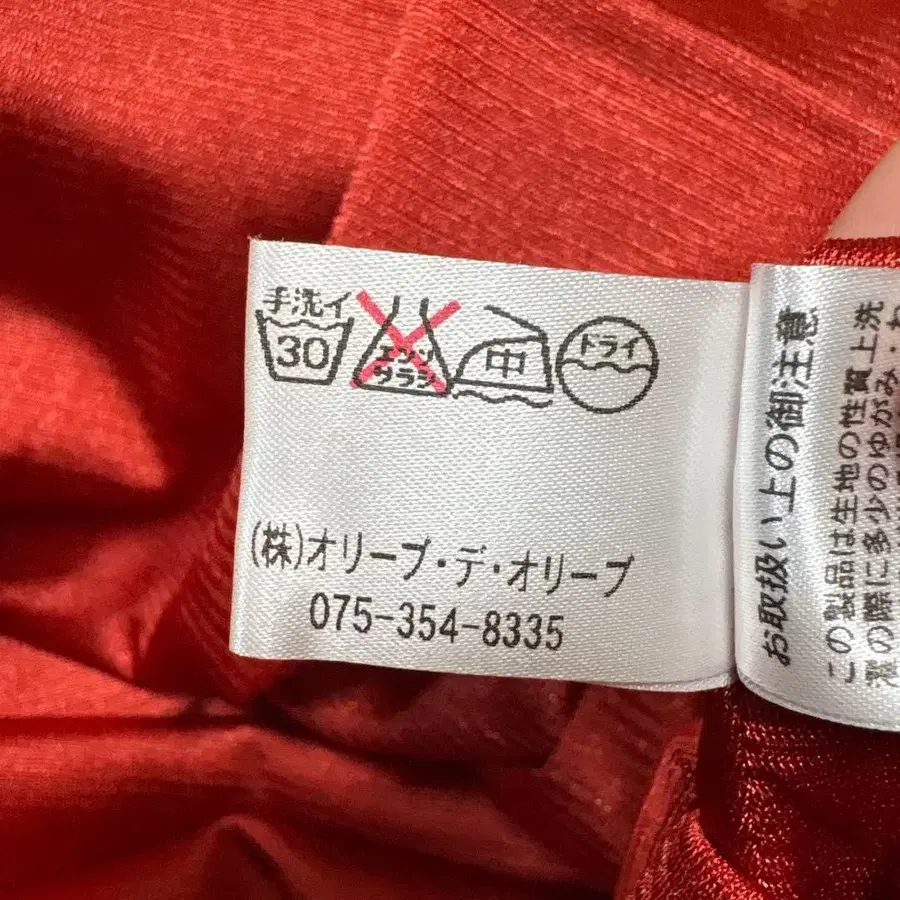 手洗イ
30
エンソ
サラシ
中
ドライ
(株)オリーブ・デ・オリーブ
075-354-8335
お取扱い上の御注意
この製品は生地の性質上洗
濯の際に多少のゆがみ・